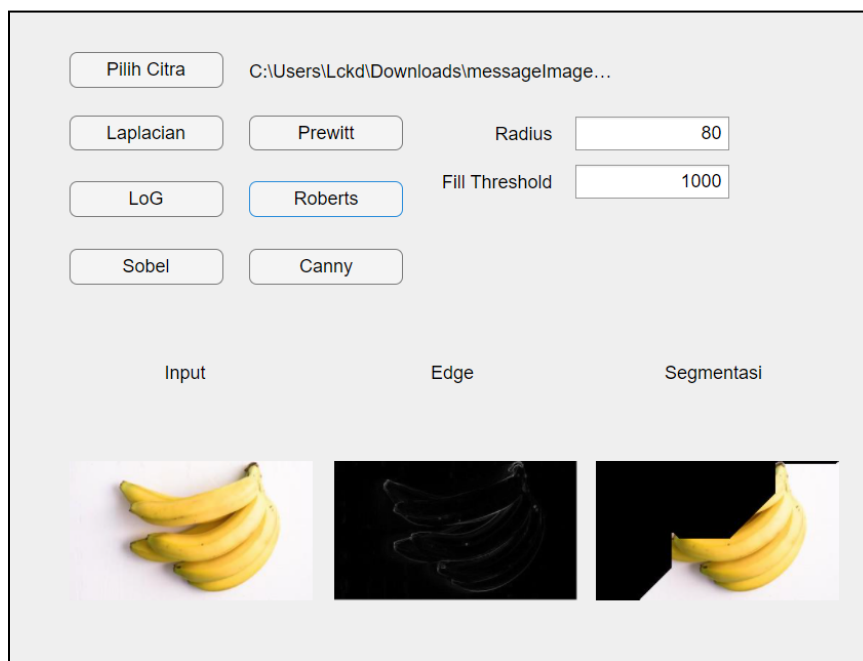 Pilih Citra C:\Users\Lckd\Downloads\messageImage…
Laplacian Prewitt Radius 80
LoG Roberts Fill Threshold 1000
Sobel Canny
Input Edge Segmentasi